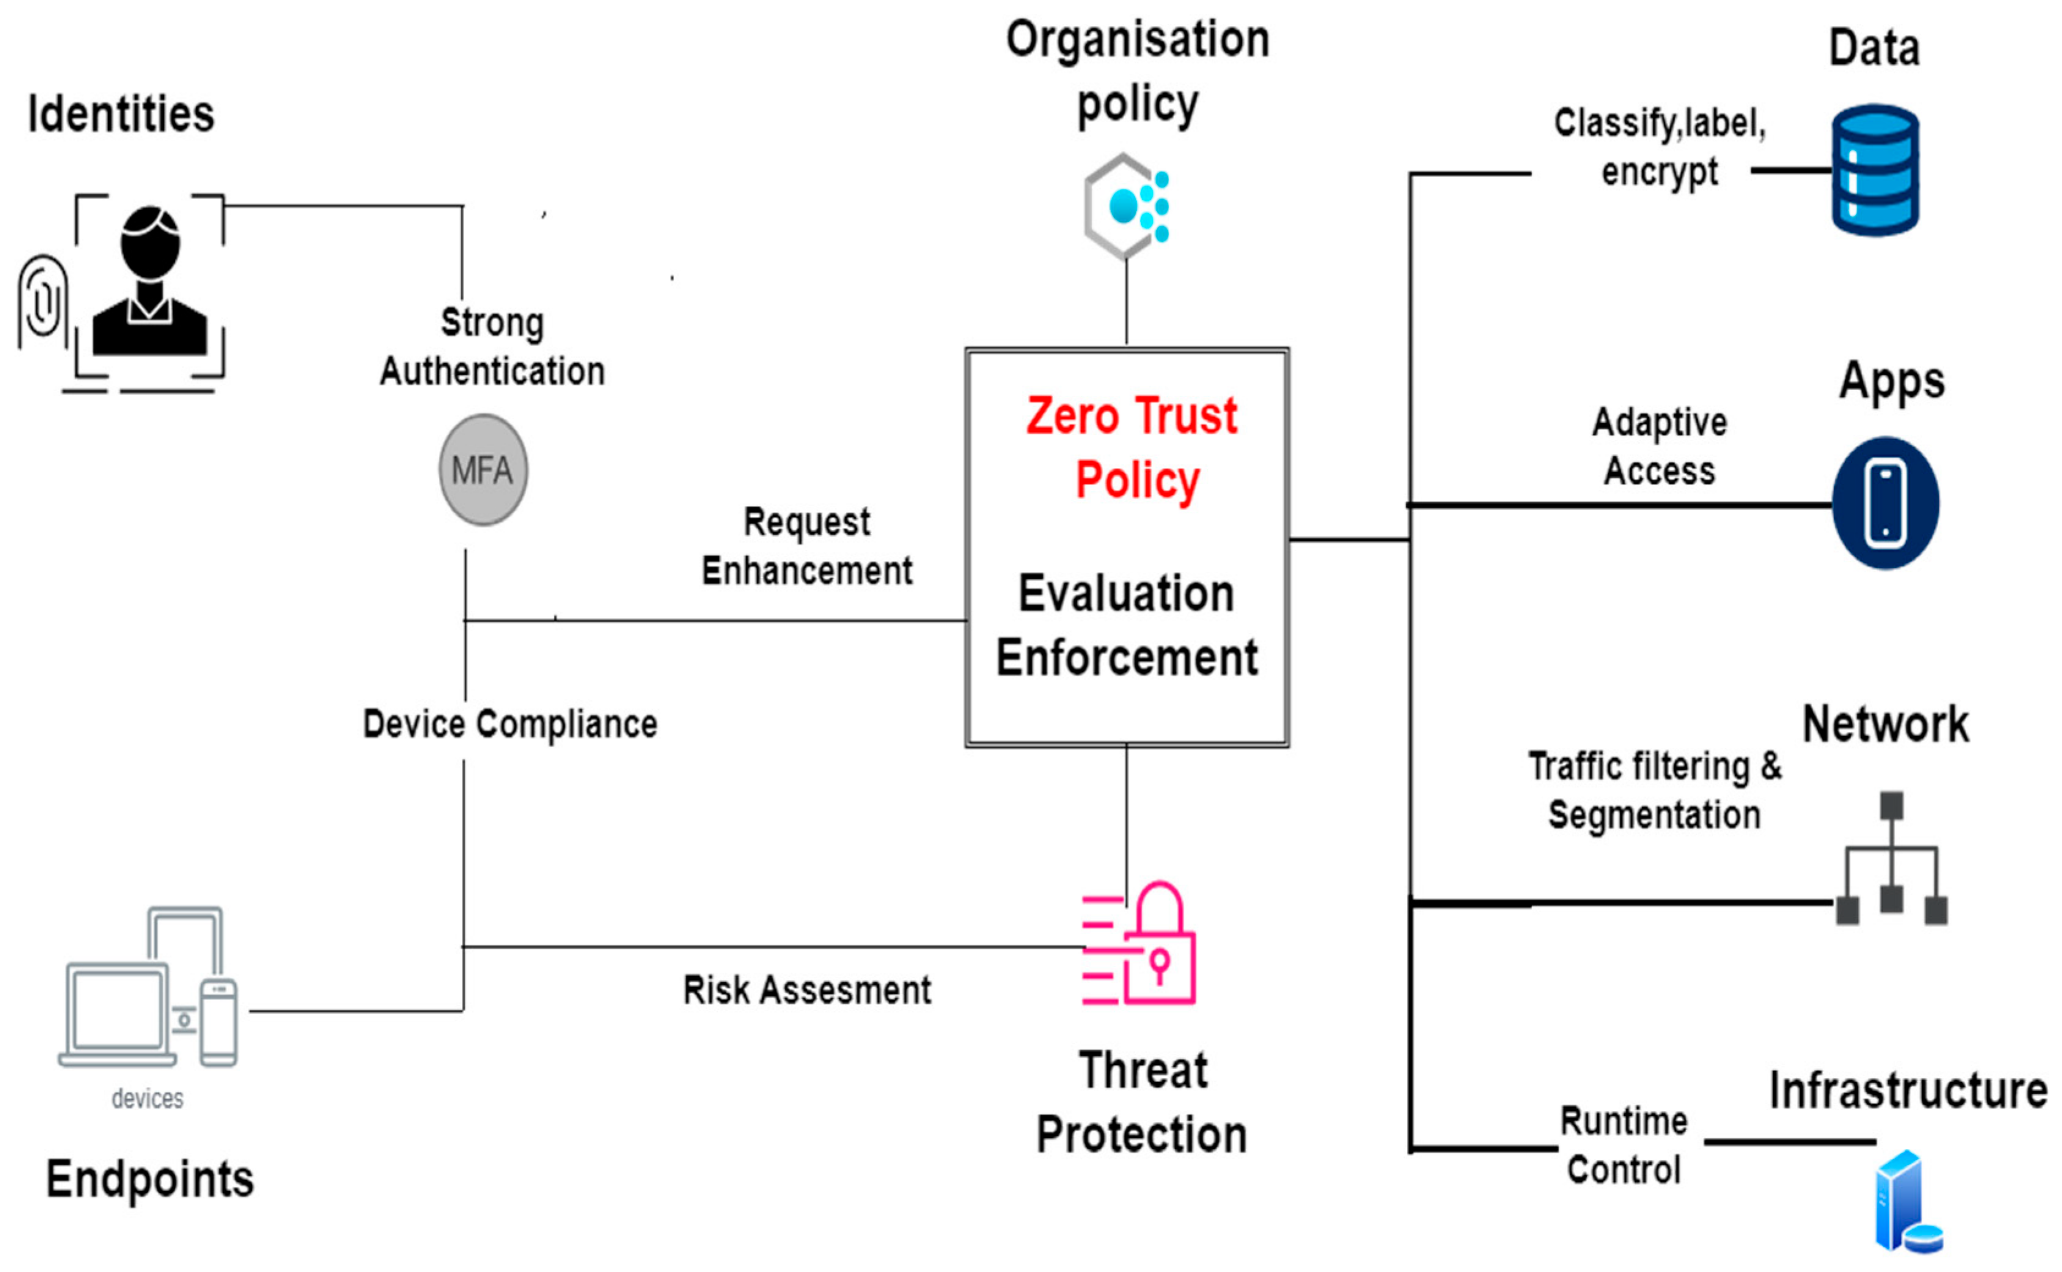 Identities
Strong
Authentication
MFA
Device Compliance
devices
Endpoints
Request
Enhancement
Risk Assesment
Organisation
policy
Zero Trust
Policy
Evaluation
Enforcement
Threat
Protection
Data
Classify,label,
encrypt
Apps
Adaptive
Access
Network
Traffic filtering &
Segmentation
Infrastructure
Runtime
Control